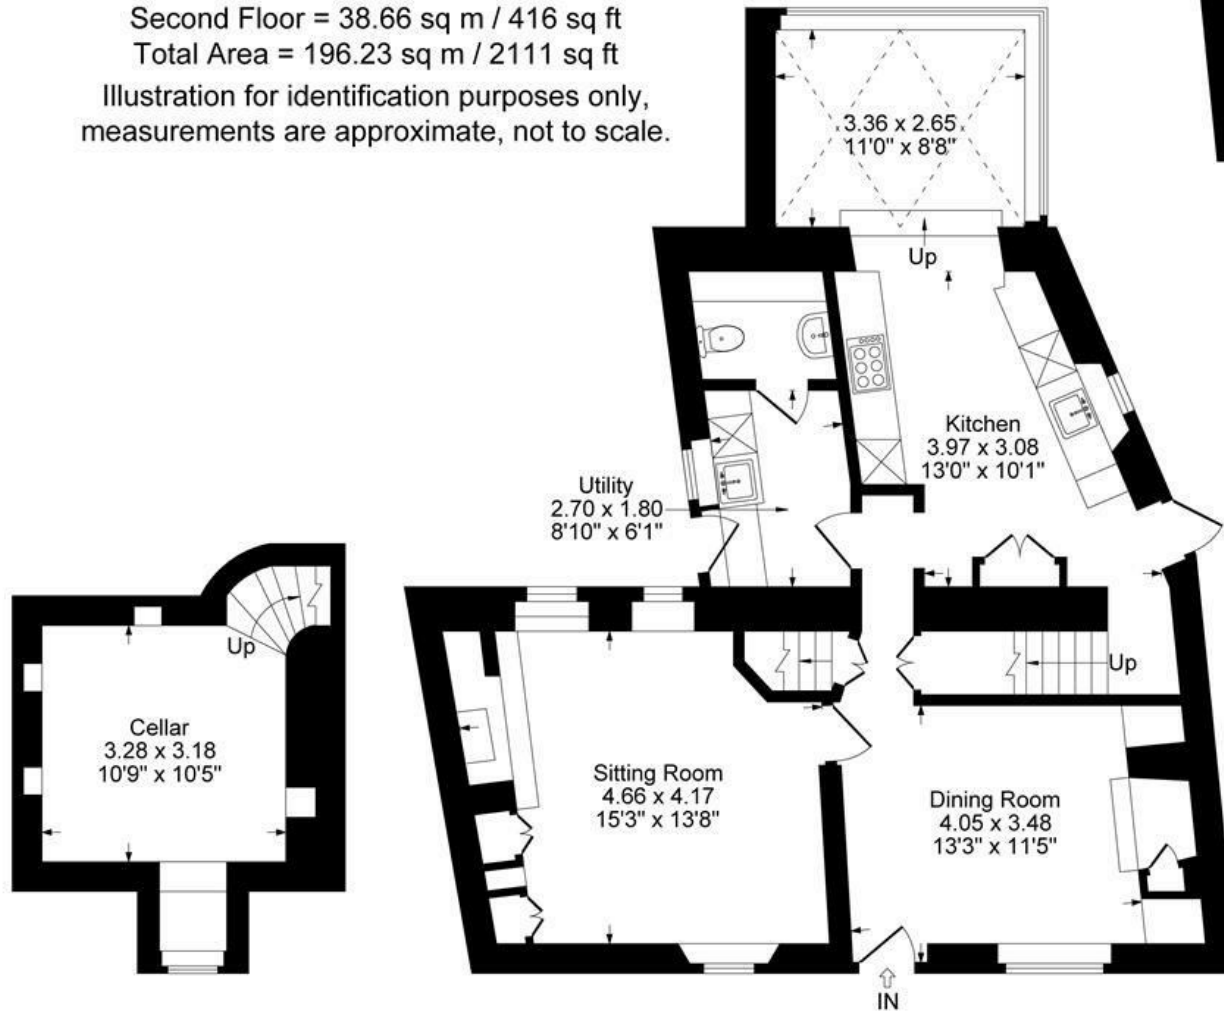 Second Floor = 38.66 sq m / 416 sq ft
Total Area = 196.23 sq m / 2111 sq ft
Illustration for identification purposes only,
measurements are approximate, not to scale.
3.36 x 2.65
11'0" x 8'8"
Up
Kitchen
3.97 x 3.08
13'0" x 10'1"
Utility
2.70 x 1.80
8'10" x 6'1"
Up
Cellar
3.28 x 3.18
10'9" x 10'5"
Up
Sitting Room
4.66 x 4.17
15'3" x 13'8"
Dining Room
4.05 x 3.48
13'3" x 11'5"
IN